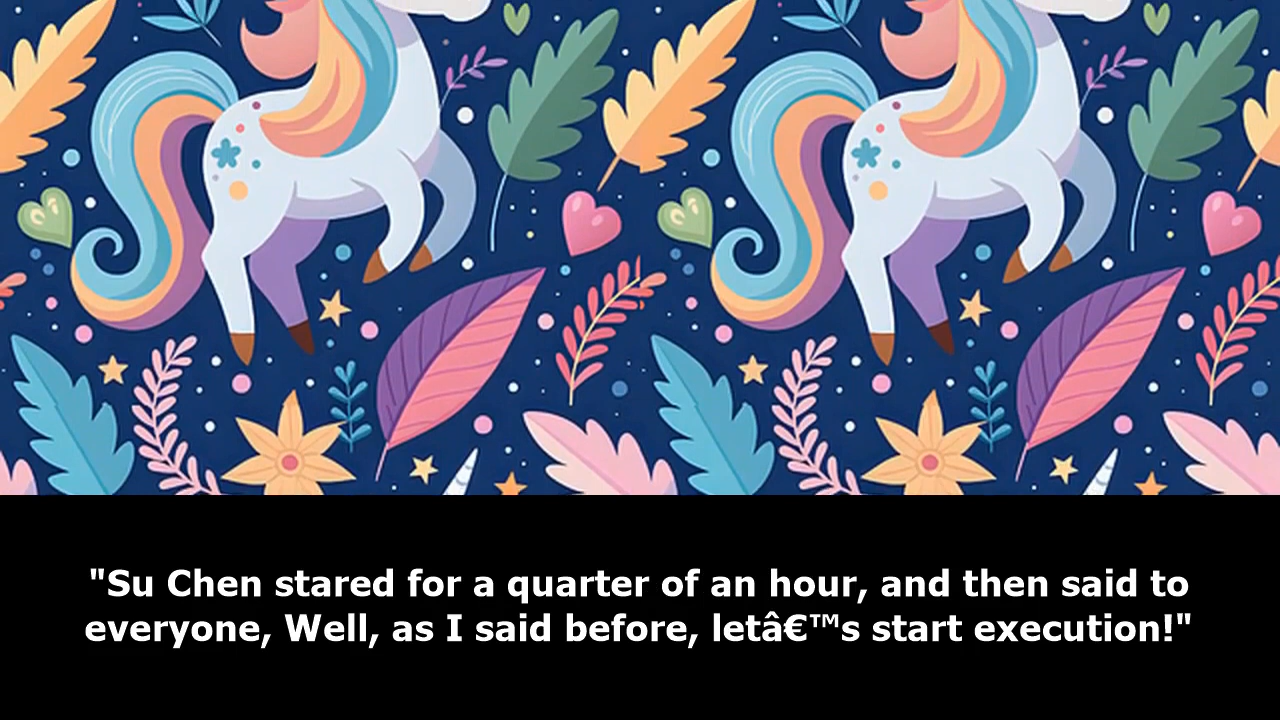 "Su Chen stared for a quarter of an hour, and then said to
everyone, Well, as I said before, letâ€™s start execution!"